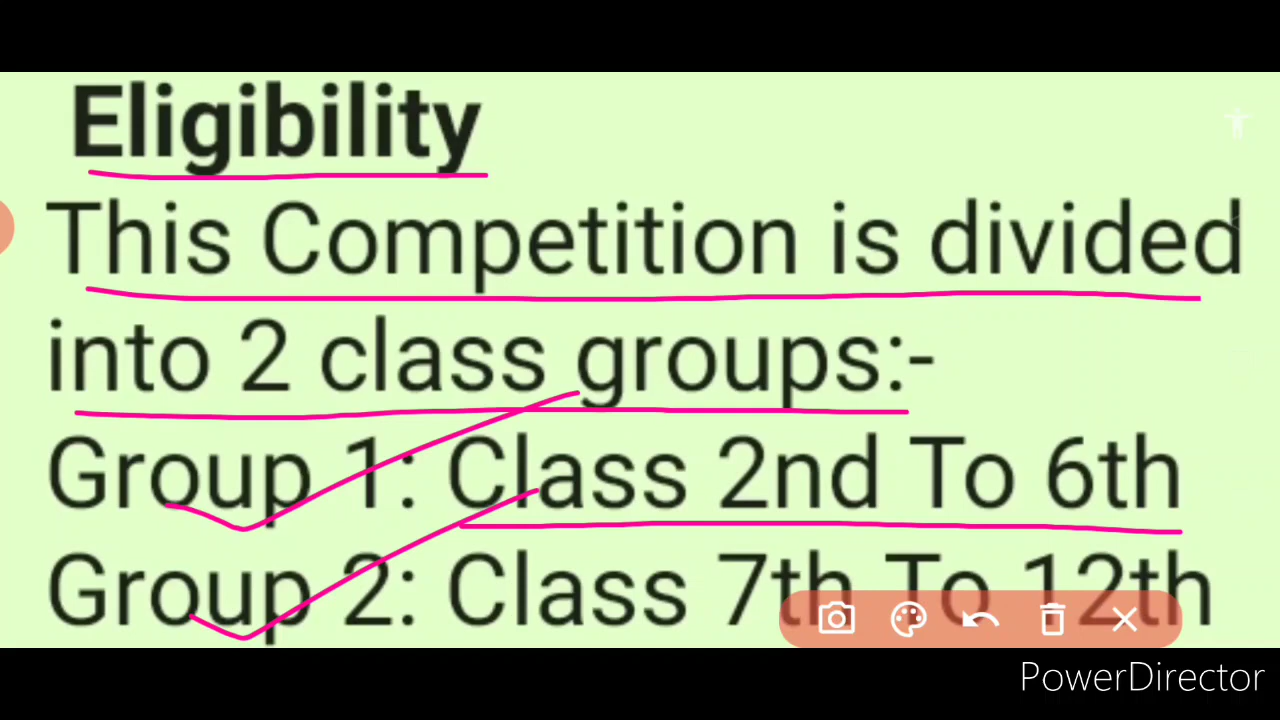 Eligibility
This Competition is divided
into 2 class groups:-
Group 1: Class 2nd To 6th
Group 2: Class 7th To 12th
PowerDirector